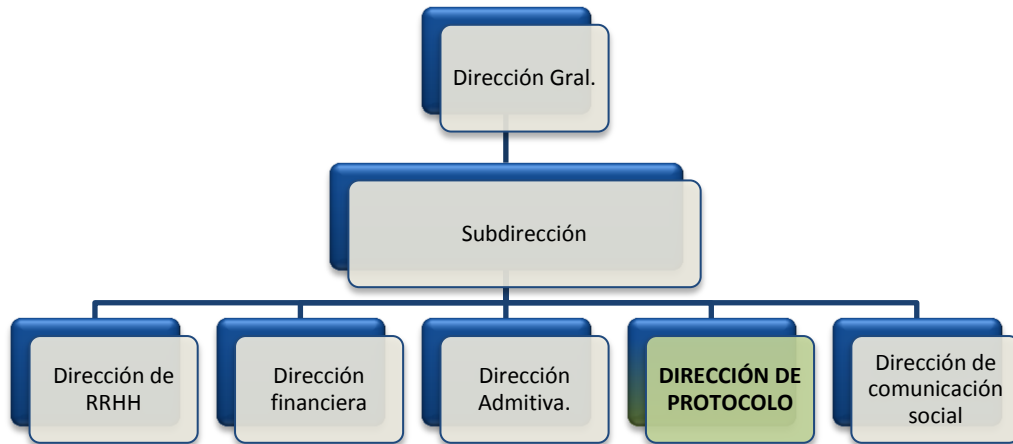 Dirección Gral.
Subdirección
Dirección de
RRHH
Dirección
financiera
Dirección
Admitiva.
DIRECCIÓN DE
PROTOCOLO
Dirección de
comunicación
social